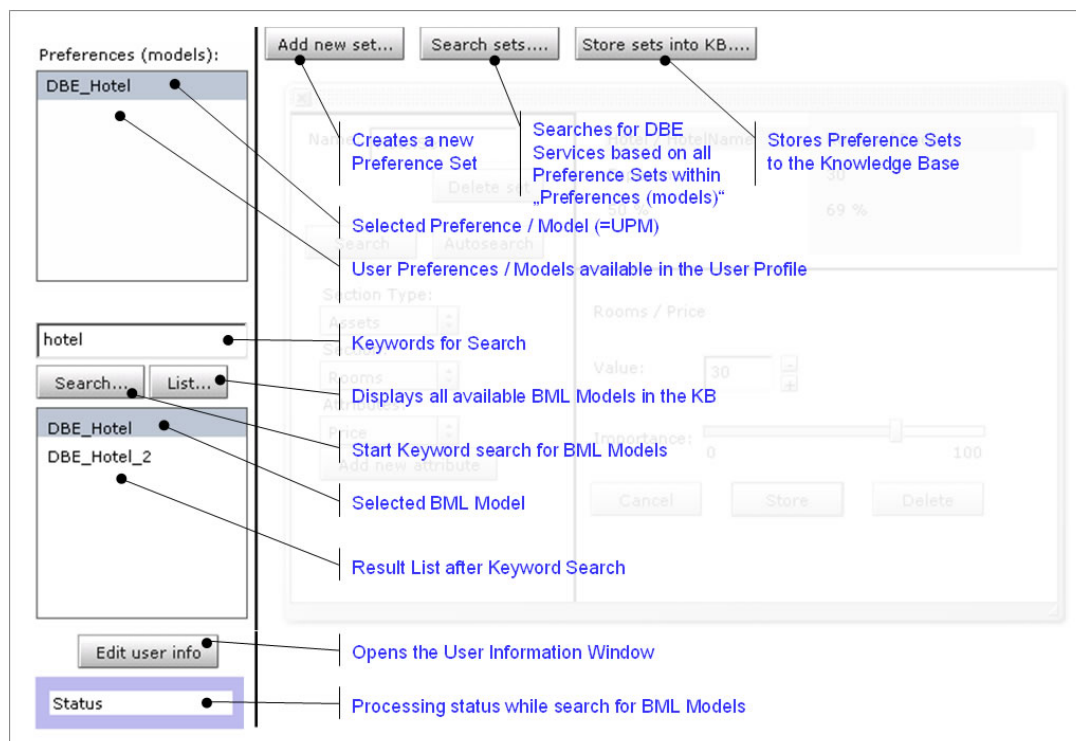 Add new set...
Search sets....
Store sets into KB....
Preferences (models):
DBE_Hotel
Creates a new
Preference Set
Searches for DBE
Services based on all
Preference Sets within
„Preferences (models)“
Stores Preference Sets
to the Knowledge Base
Name:
Hotel / HotelName
Delete set
30
50 %
69 %
Selected Preference / Model (=UPM)
Search
Autosearch
User Preferences / Models available in the User Profile
Section Type:
Assets
Rooms / Price
hotel
Keywords for Search
Section:
Rooms
Value:
30
-
+
Search...
List...
Displays all available BML Models in the KB
Attributes:
Price
Importance:
0
100
DBE_Hotel
DBE_Hotel_2
Start Keyword search for BML Models
Add new attribute
Selected BML Model
Cancel
Store
Delete
Result List after Keyword Search
Edit user info
Opens the User Information Window
Status
Processing status while search for BML Models